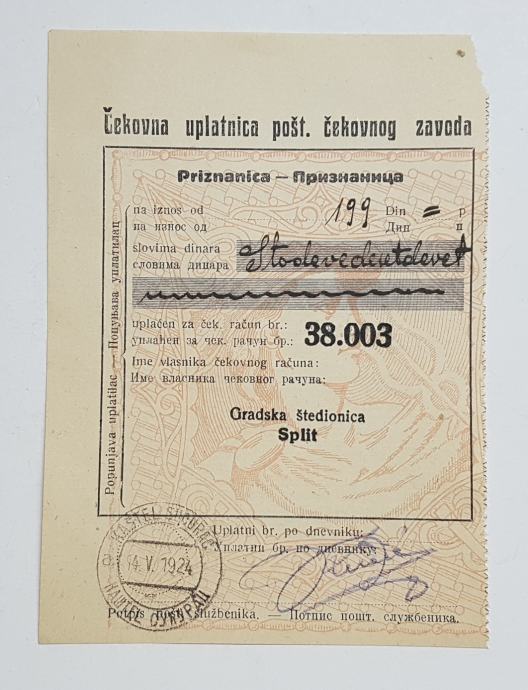 Čekovna uplatnica pošt. čekovnog zavoda
Priznanica — Признаница
na iznos od 199 Din = p
на износ од Дин п
slovima dinara Stodevedesetdevet
словима динара
uplaćen za ček. račun br.: 38.003
уплаћен за чек. рачун бр.:
Ime vlasnika čekovnog računa:
Име власника чековног рачуна:
Gradska štedionica
Split
Popunjava uplatilac — Попуњава уплатилац
Uplatni br. po dnevniku:
Уплатни бр. по дневнику:
KAŠTEL SUĆURAC
14.V.1924
СУЋУРАЦ
Potpis službenika. Потпис пошт. службеника.